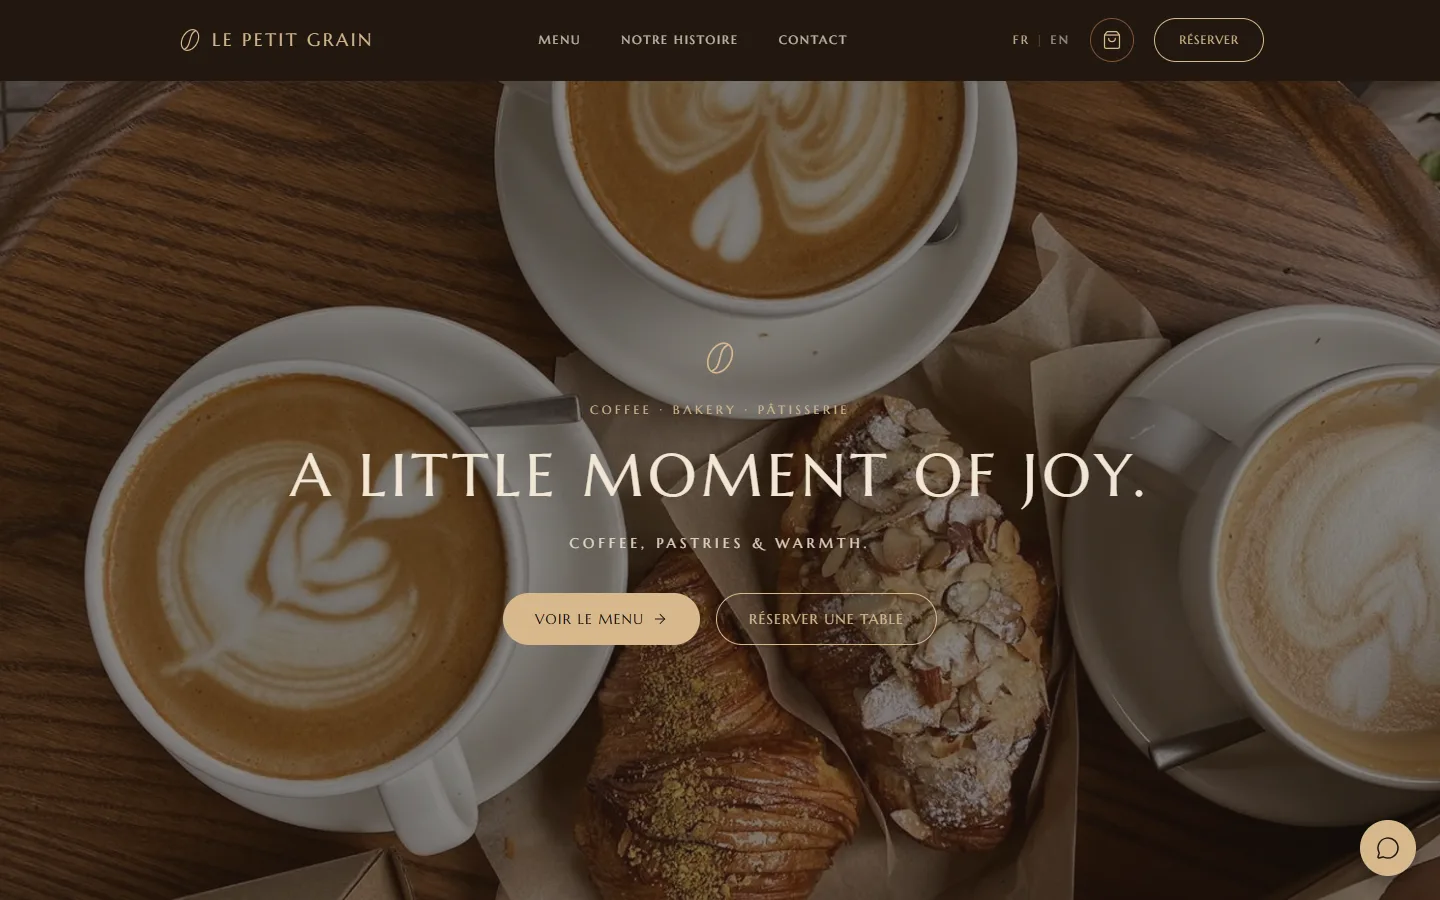 LE PETIT GRAIN
MENU
NOTRE HISTOIRE
CONTACT
FR | EN
RÉSERVER
COFFEE · BAKERY · PÂTISSERIE
A LITTLE MOMENT OF JOY.
COFFEE, PASTRIES & WARMTH.
VOIR LE MENU →
RÉSERVER UNE TABLE